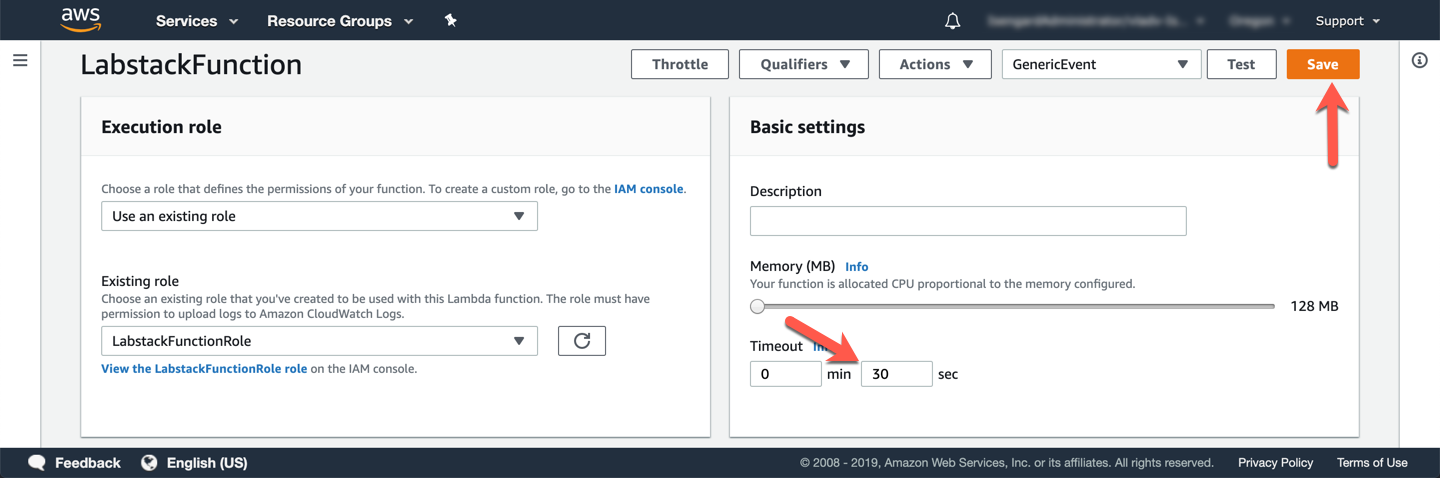 aws Services Resource Groups Support
LabstackFunction Throttle Qualifiers Actions GenericEvent Test Save
Execution role
Choose a role that defines the permissions of your function. To create a custom role, go to the IAM console.
Use an existing role
Existing role
Choose an existing role that you've created to be used with this Lambda function. The role must have
permission to upload logs to Amazon CloudWatch Logs.
LabstackFunctionRole
View the LabstackFunctionRole role on the IAM console.
Basic settings
Description
Memory (MB) Info
Your function is allocated CPU proportional to the memory configured.
128 MB
Timeout
0 min 30 sec
Feedback English (US) © 2008 - 2019, Amazon Web Services, Inc. or its affiliates. All rights reserved. Privacy Policy Terms of Use